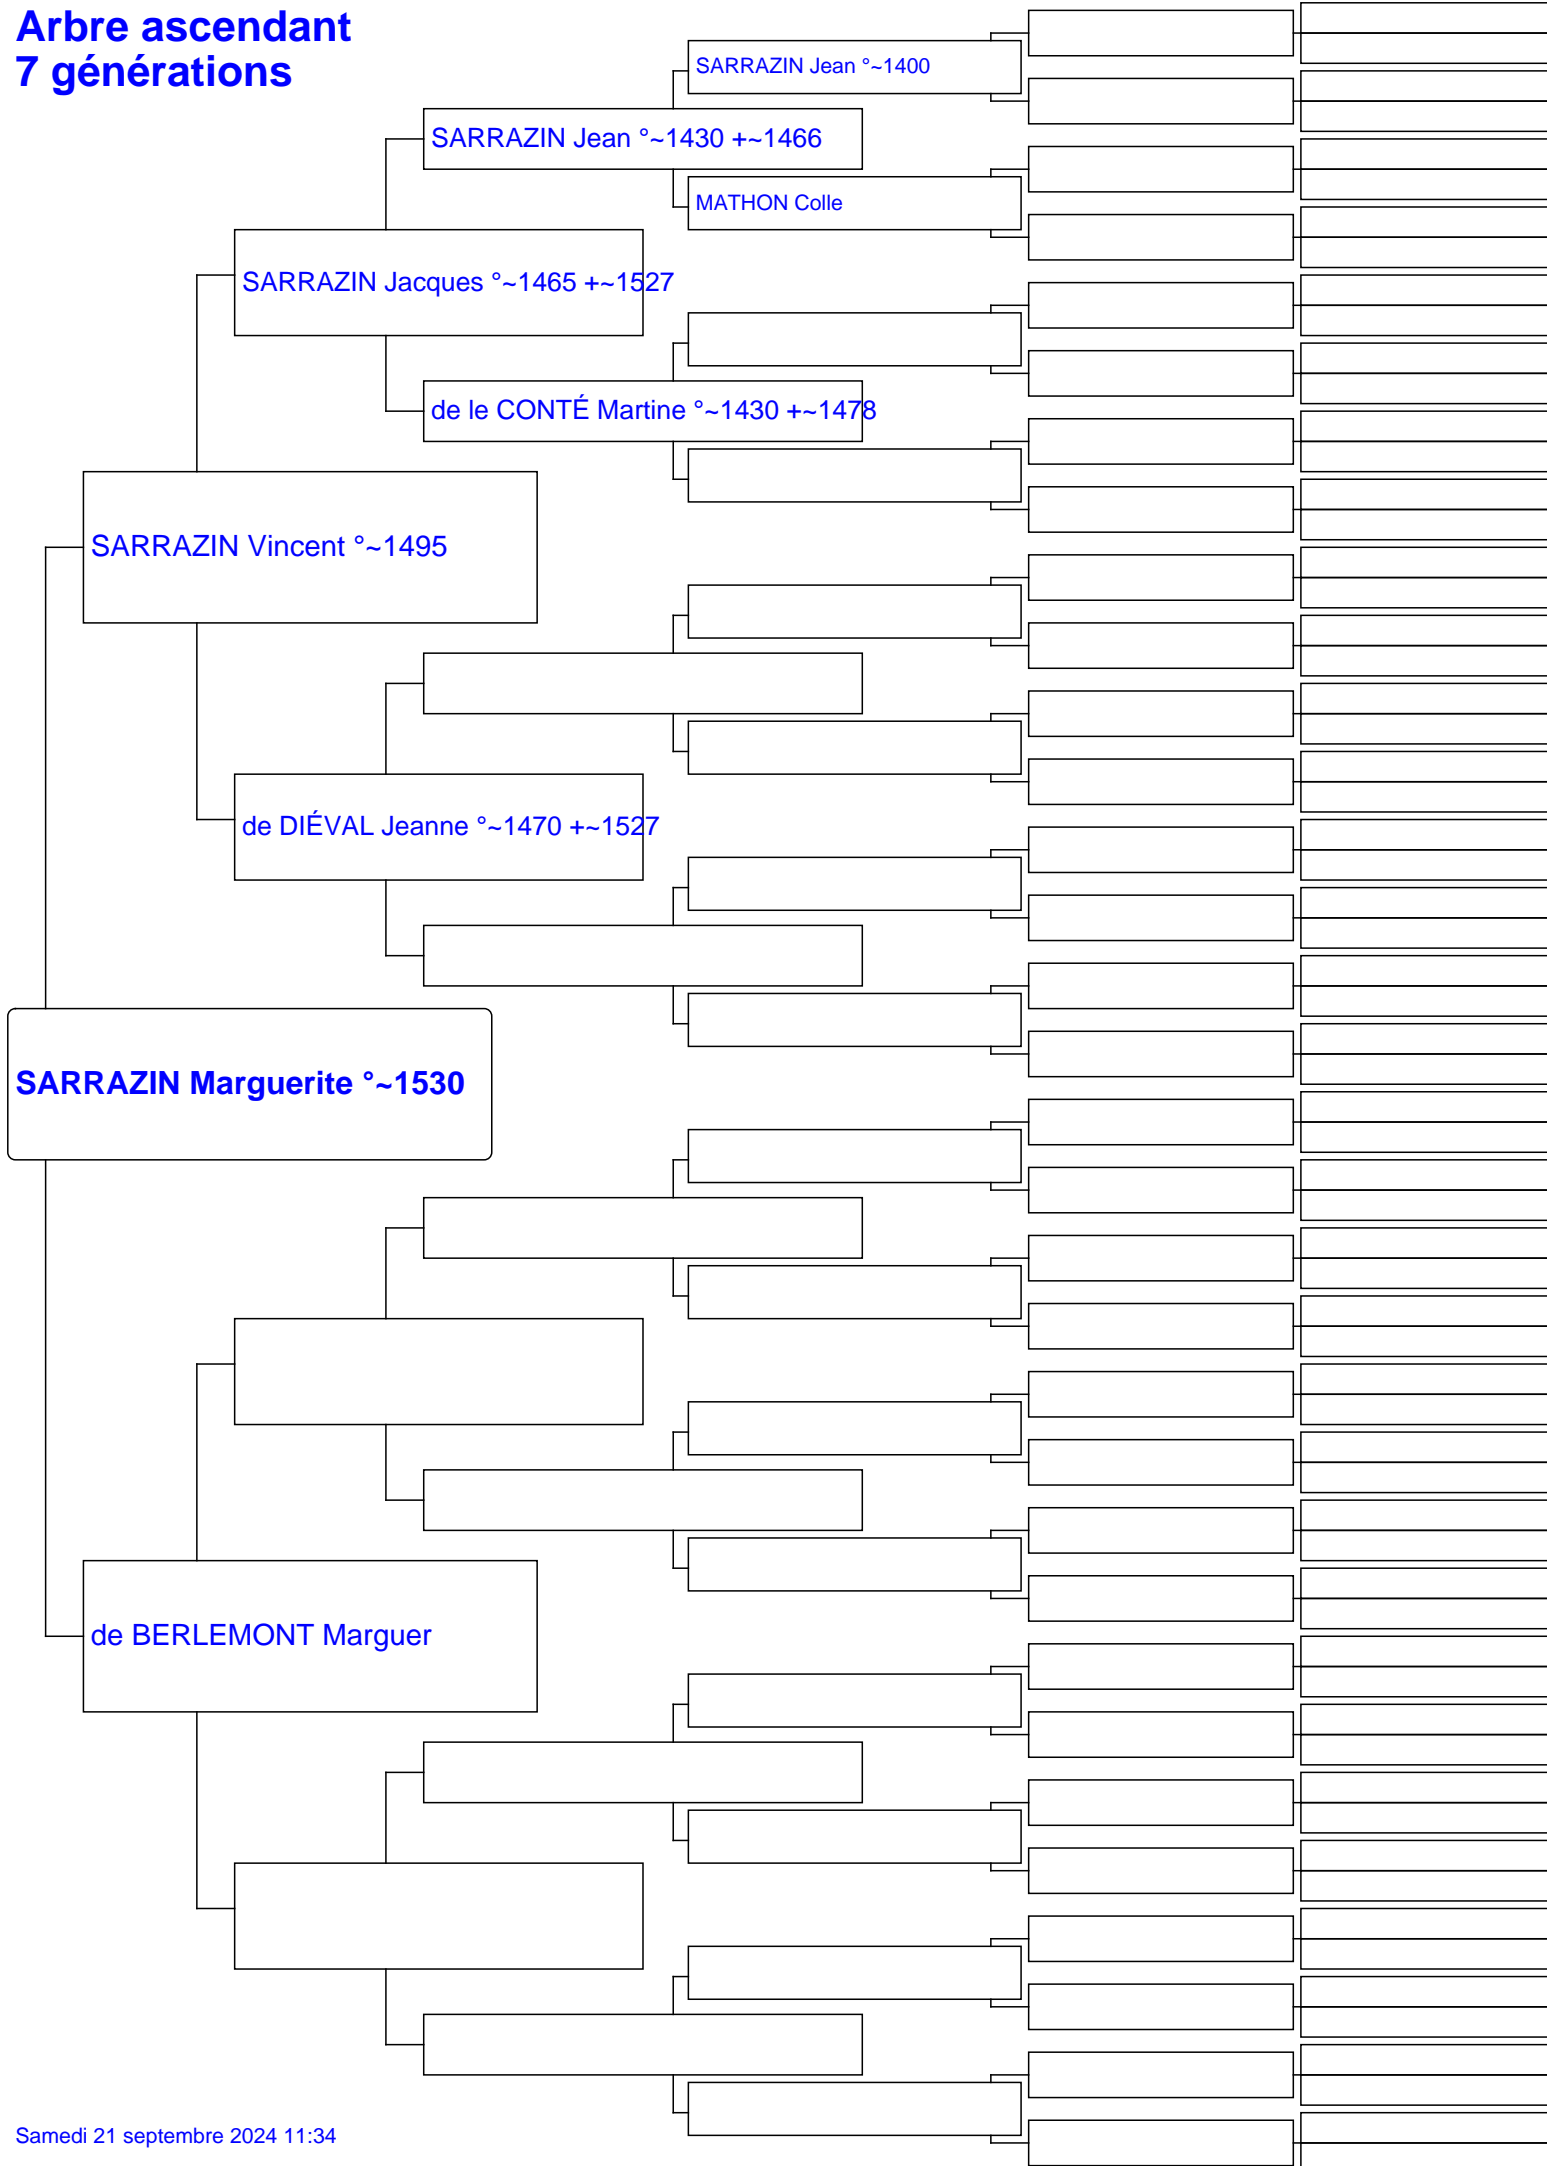 Arbre ascendant
7 générations
SARRAZIN Jean °~1400
SARRAZIN Jean °~1430 +~1466
MATHON Colle
SARRAZIN Jacques °~1465 +~1527
de le CONTÉ Martine °~1430 +~1478
SARRAZIN Vincent °~1495
de DIÉVAL Jeanne °~1470 +~1527
SARRAZIN Marguerite °~1530
de BERLEMONT Marguer
Samedi 21 septembre 2024 11:34